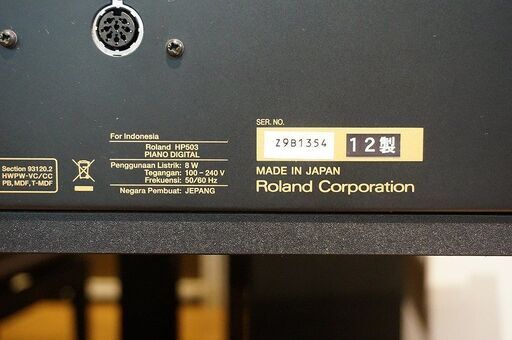 Section 93120.2
HWPW-VC/CC
PB, MDF, T-MDF
For Indonesia
Roland HP503
PIANO DIGITAL
Penggunaan Listrik: 8 W
Tegangan: 100 - 240 V
Frekuensi: 50/60 Hz
Negara Pembuat: JEPANG
SER. NO.
Z9B1354
12製
MADE IN JAPAN
Roland Corporation